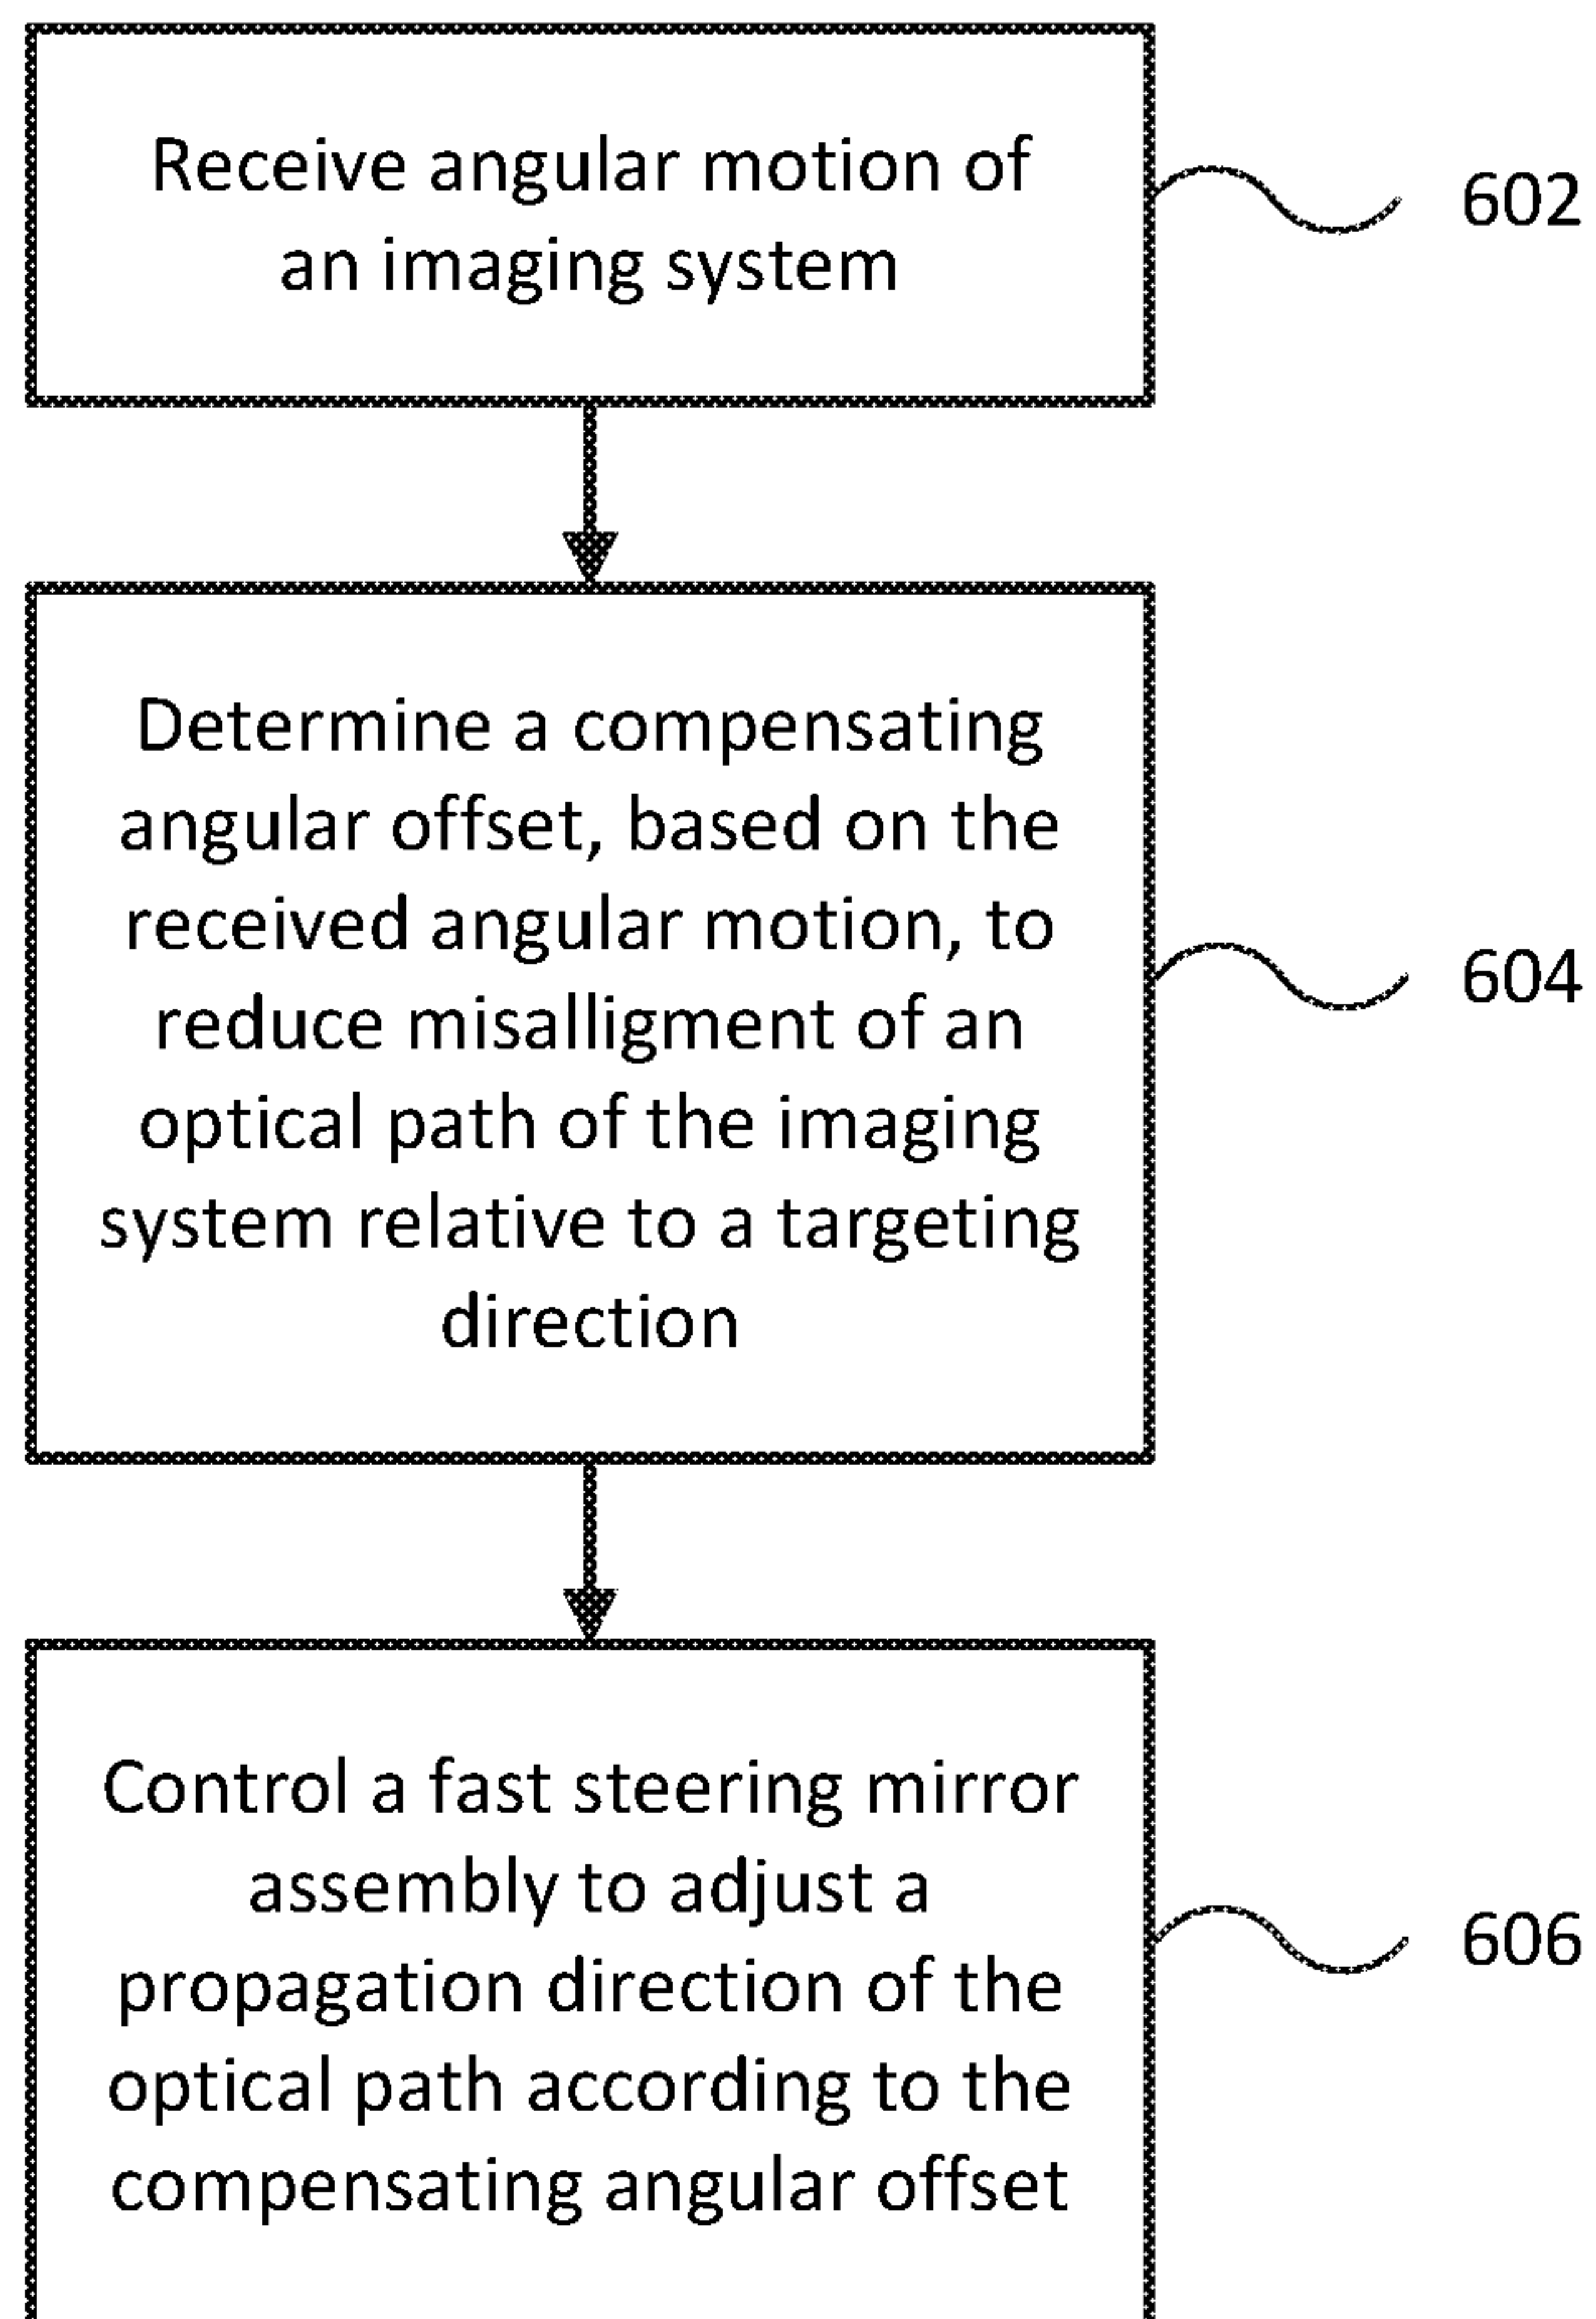 Receive angular motion of
an imaging system
602
Determine a compensating
angular offset, based on the
received angular motion, to
reduce misalligment of an
optical path of the imaging
system relative to a targeting
direction
604
Control a fast steering mirror
assembly to adjust a
propagation direction of the
optical path according to the
compensating angular offset
606